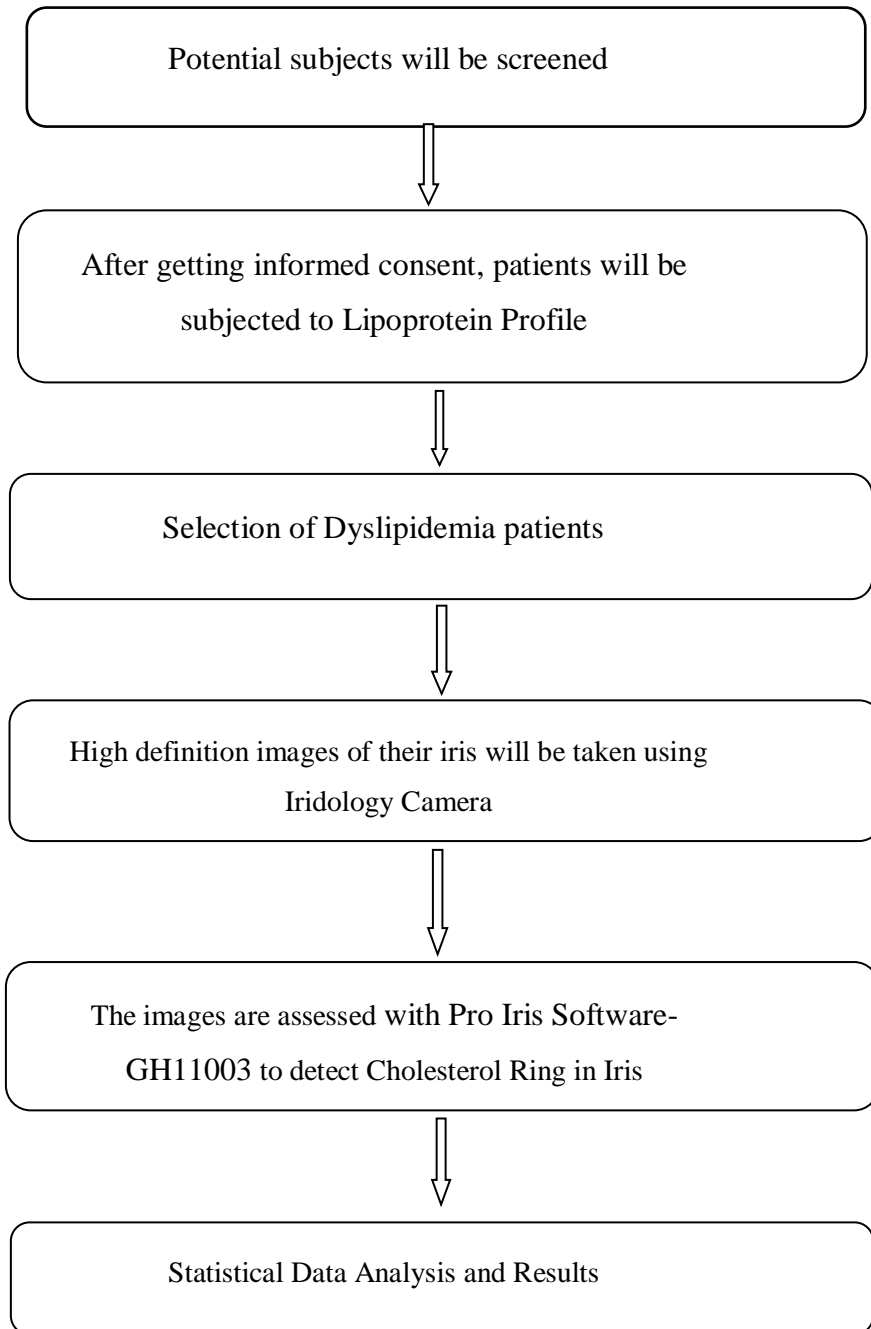 Potential subjects will be screened
After getting informed consent, patients will be
subjected to Lipoprotein Profile
Selection of Dyslipidemia patients
High definition images of their iris will be taken using
Iridology Camera
The images are assessed with Pro Iris Software-
GH11003 to detect Cholesterol Ring in Iris
Statistical Data Analysis and Results